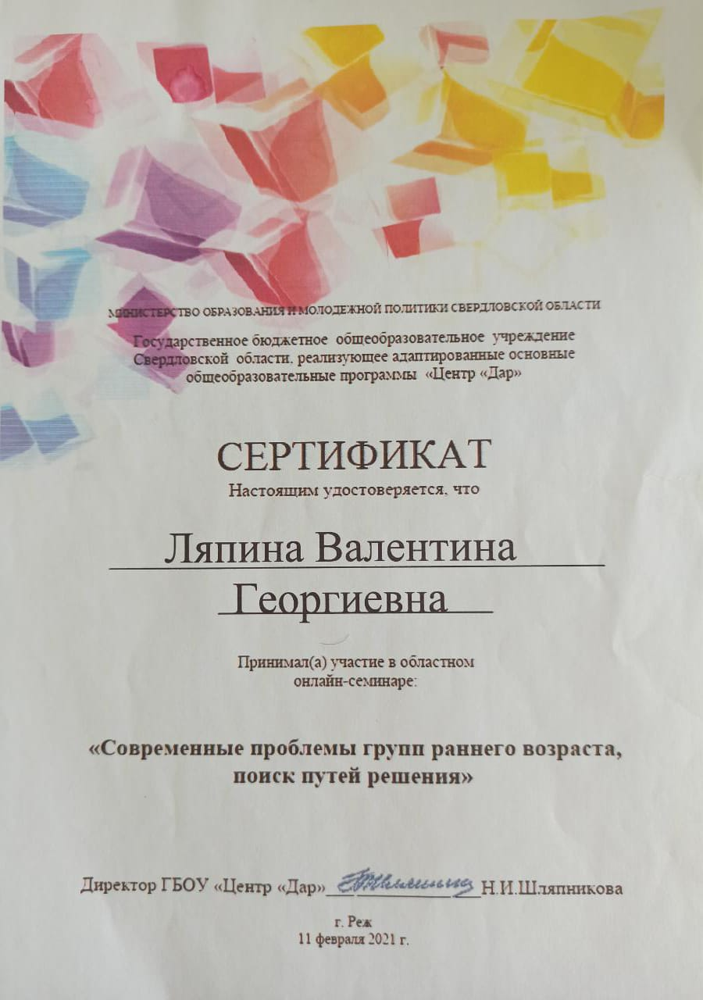 МИНИСТЕРСТВО ОБРАЗОВАНИЯ И МОЛОДЕЖНОЙ ПОЛИТИКИ СВЕРДЛОВСКОЙ ОБЛАСТИ
Государственное бюджетное общеобразовательное учреждение
Свердловской области, реализующее адаптированные основные
общеобразовательные программы «Центр «Дар»
СЕРТИФИКАТ
Настоящим удостоверяется, что
Ляпина Валентина
Георгиевна
Принимал(а) участие в областном
онлайн-семинаре:
«Современные проблемы групп раннего возраста,
поиск путей решения»
Директор ГБОУ «Центр «Дар» Н.И.Шляпникова
г. Реж
11 февраля 2021 г.